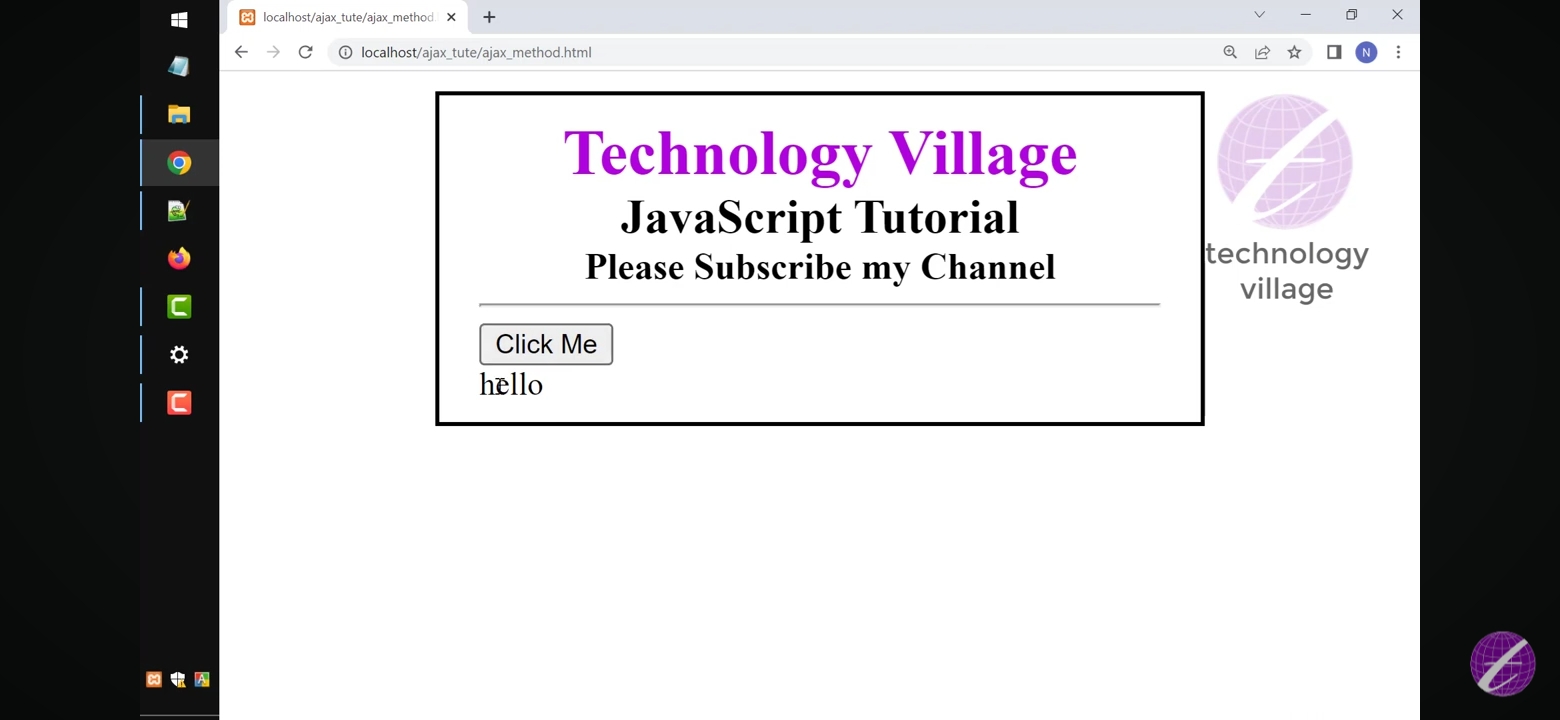 localhost/ajax_tute/ajax_method.
localhost/ajax_tute/ajax_method.html
N
Technology Village
JavaScript Tutorial
Please Subscribe my Channel
Click Me
hello
technology
village